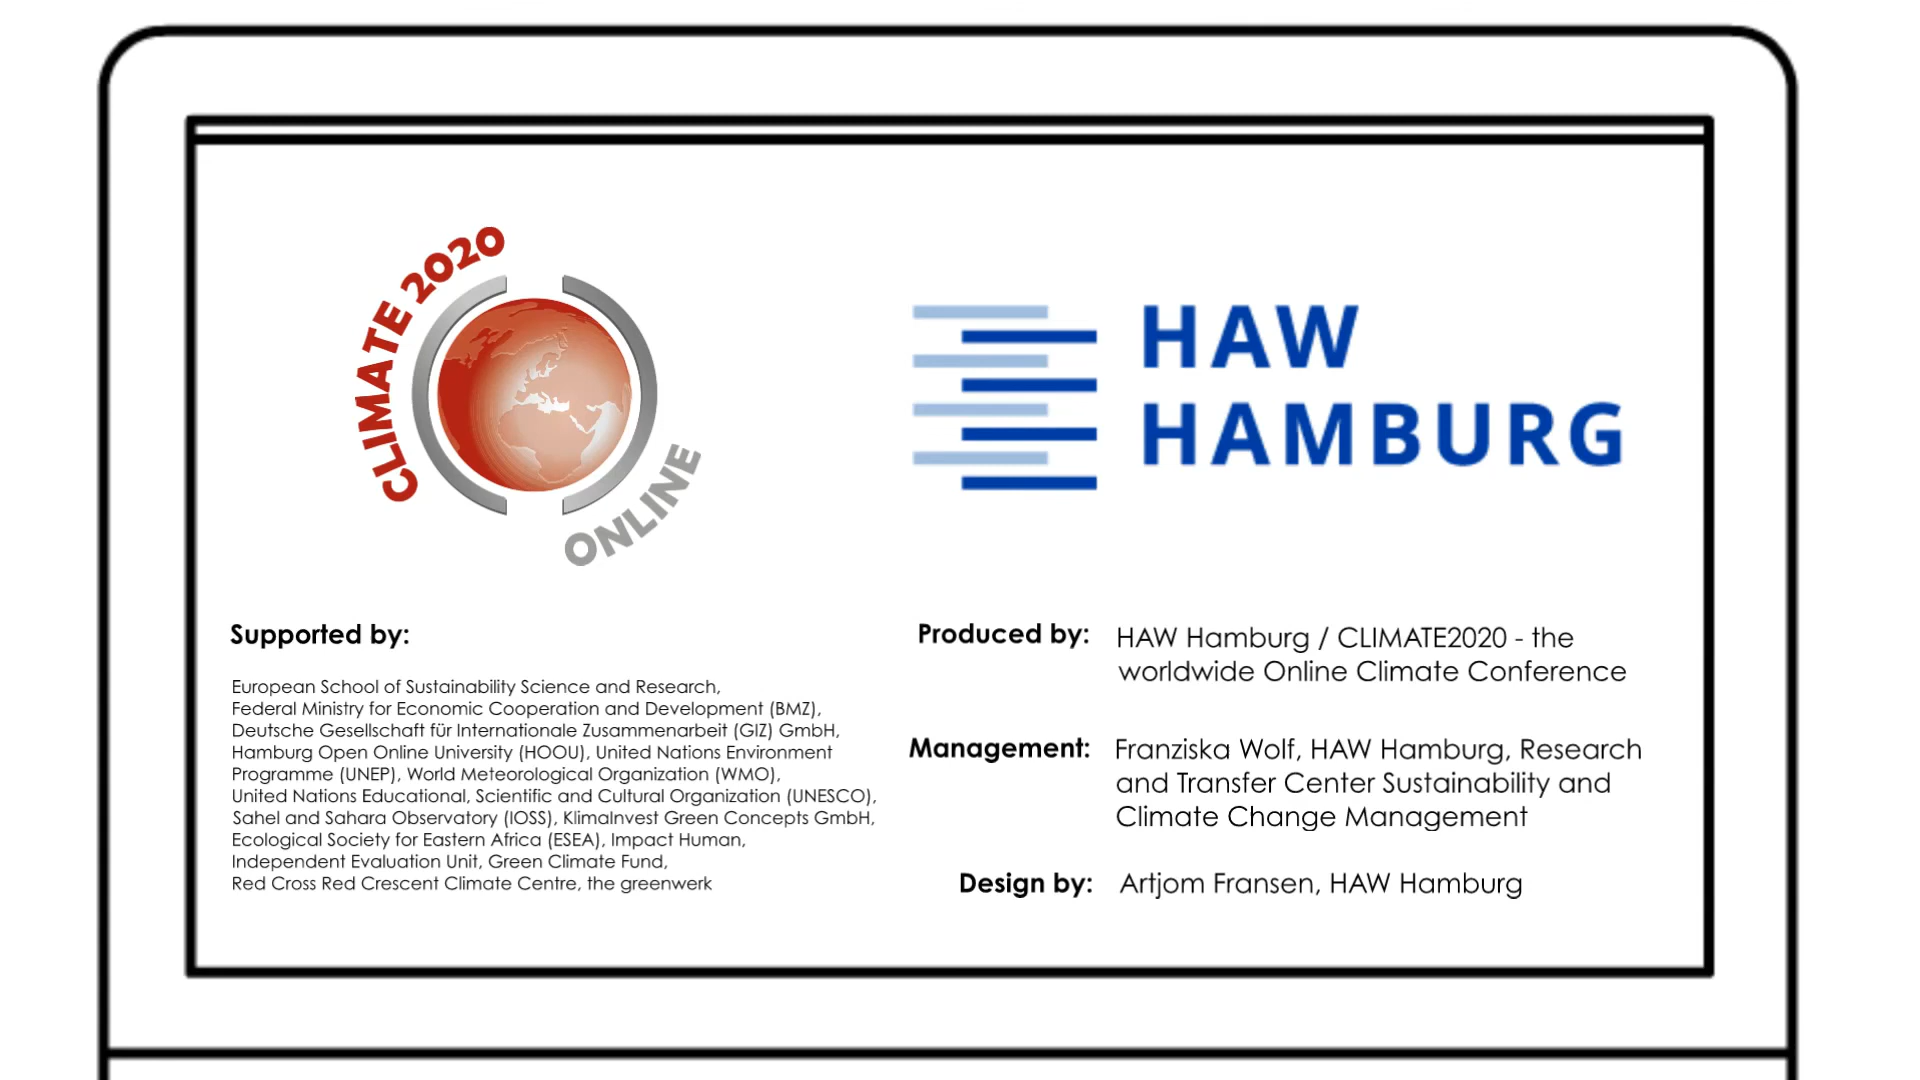 CLIMATE 2020
ONLINE
HAW
HAMBURG
Supported by:
European School of Sustainability Science and Research,
Federal Ministry for Economic Cooperation and Development (BMZ),
Deutsche Gesellschaft für Internationale Zusammenarbeit (GIZ) GmbH,
Hamburg Open Online University (HOOU), United Nations Environment
Programme (UNEP), World Meteorological Organization (WMO),
United Nations Educational, Scientific and Cultural Organization (UNESCO),
Sahel and Sahara Observatory (IOSS), KlimaInvest Green Concepts GmbH,
Ecological Society for Eastern Africa (ESEA), Impact Human,
Independent Evaluation Unit, Green Climate Fund,
Red Cross Red Crescent Climate Centre, the greenwerk
Produced by: HAW Hamburg / CLIMATE2020 - the
worldwide Online Climate Conference
Management: Franziska Wolf, HAW Hamburg, Research
and Transfer Center Sustainability and
Climate Change Management
Design by: Artjom Fransen, HAW Hamburg